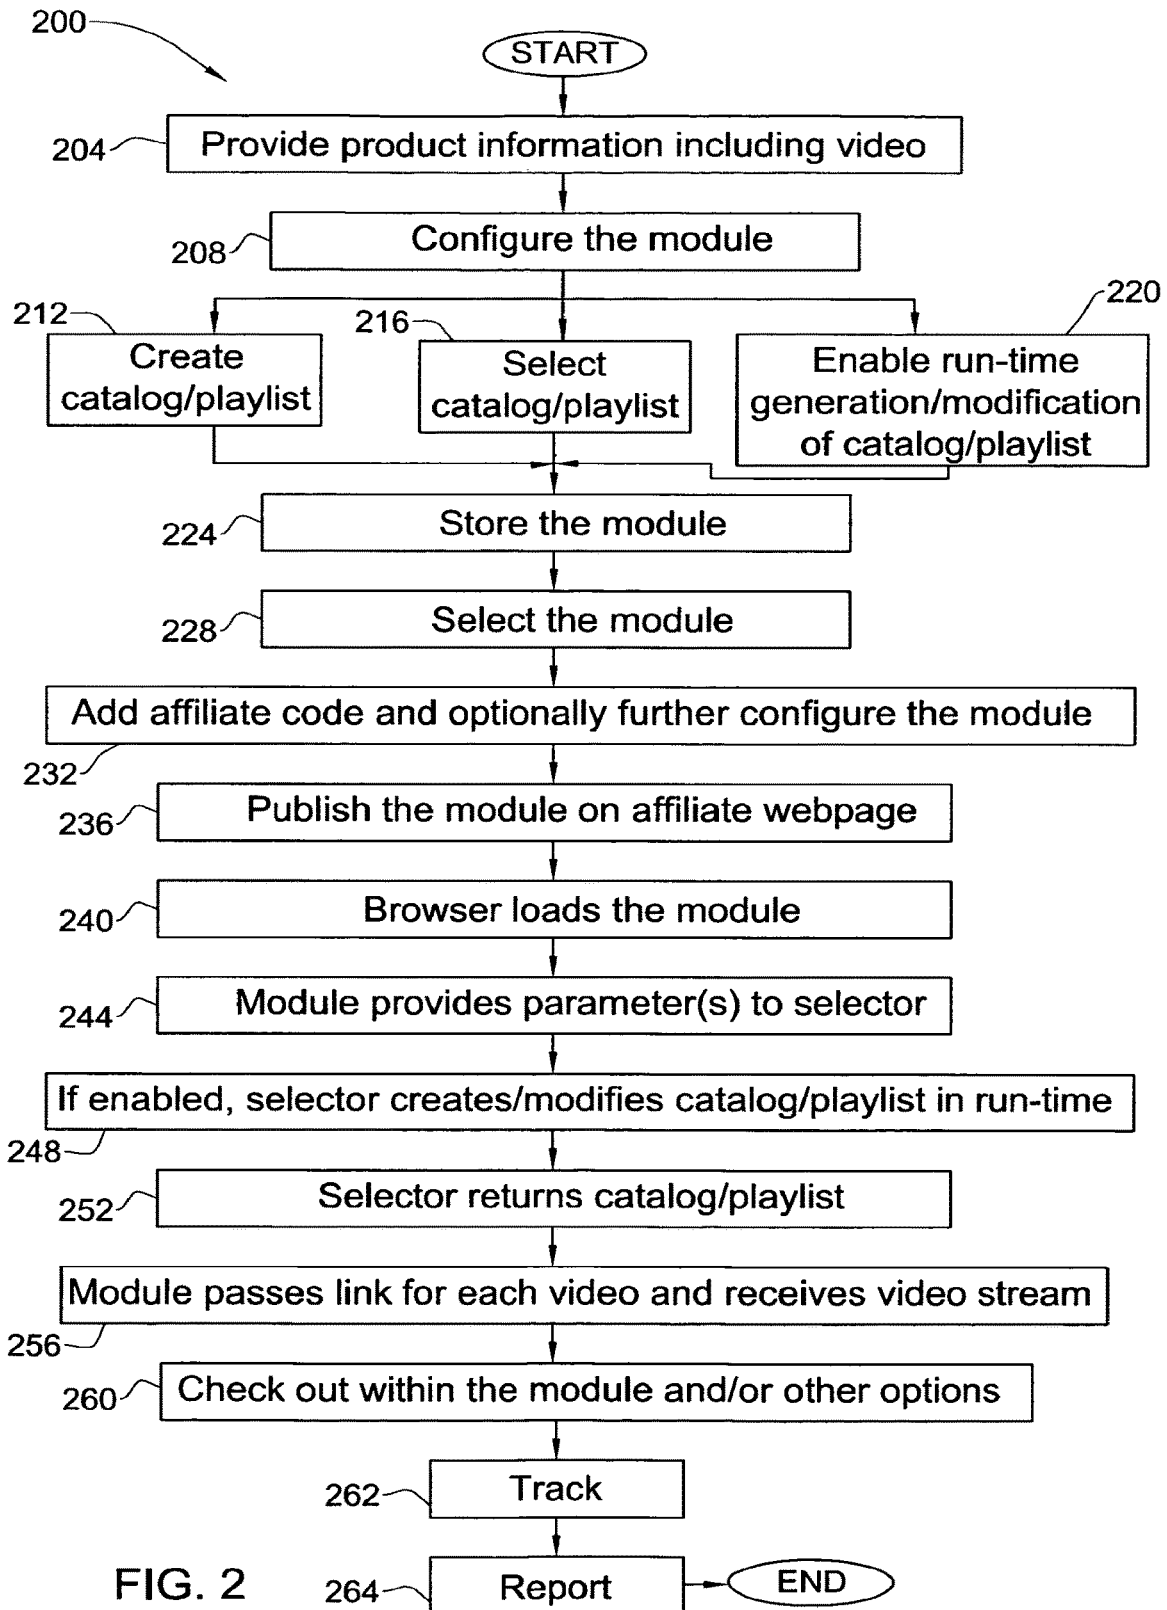 200
START
204
Provide product information including video
208
Configure the module
212
Create
catalog/playlist
216
Select
catalog/playlist
220
Enable run-time
generation/modification
of catalog/playlist
224
Store the module
228
Select the module
Add affiliate code and optionally further configure the module
232
Publish the module on affiliate webpage
236
Browser loads the module
240
Module provides parameter(s) to selector
244
If enabled, selector creates/modifies catalog/playlist in run-time
248
Selector returns catalog/playlist
252
Module passes link for each video and receives video stream
256
Check out within the module and/or other options
260
Track
262
Report
264
END
FIG. 2